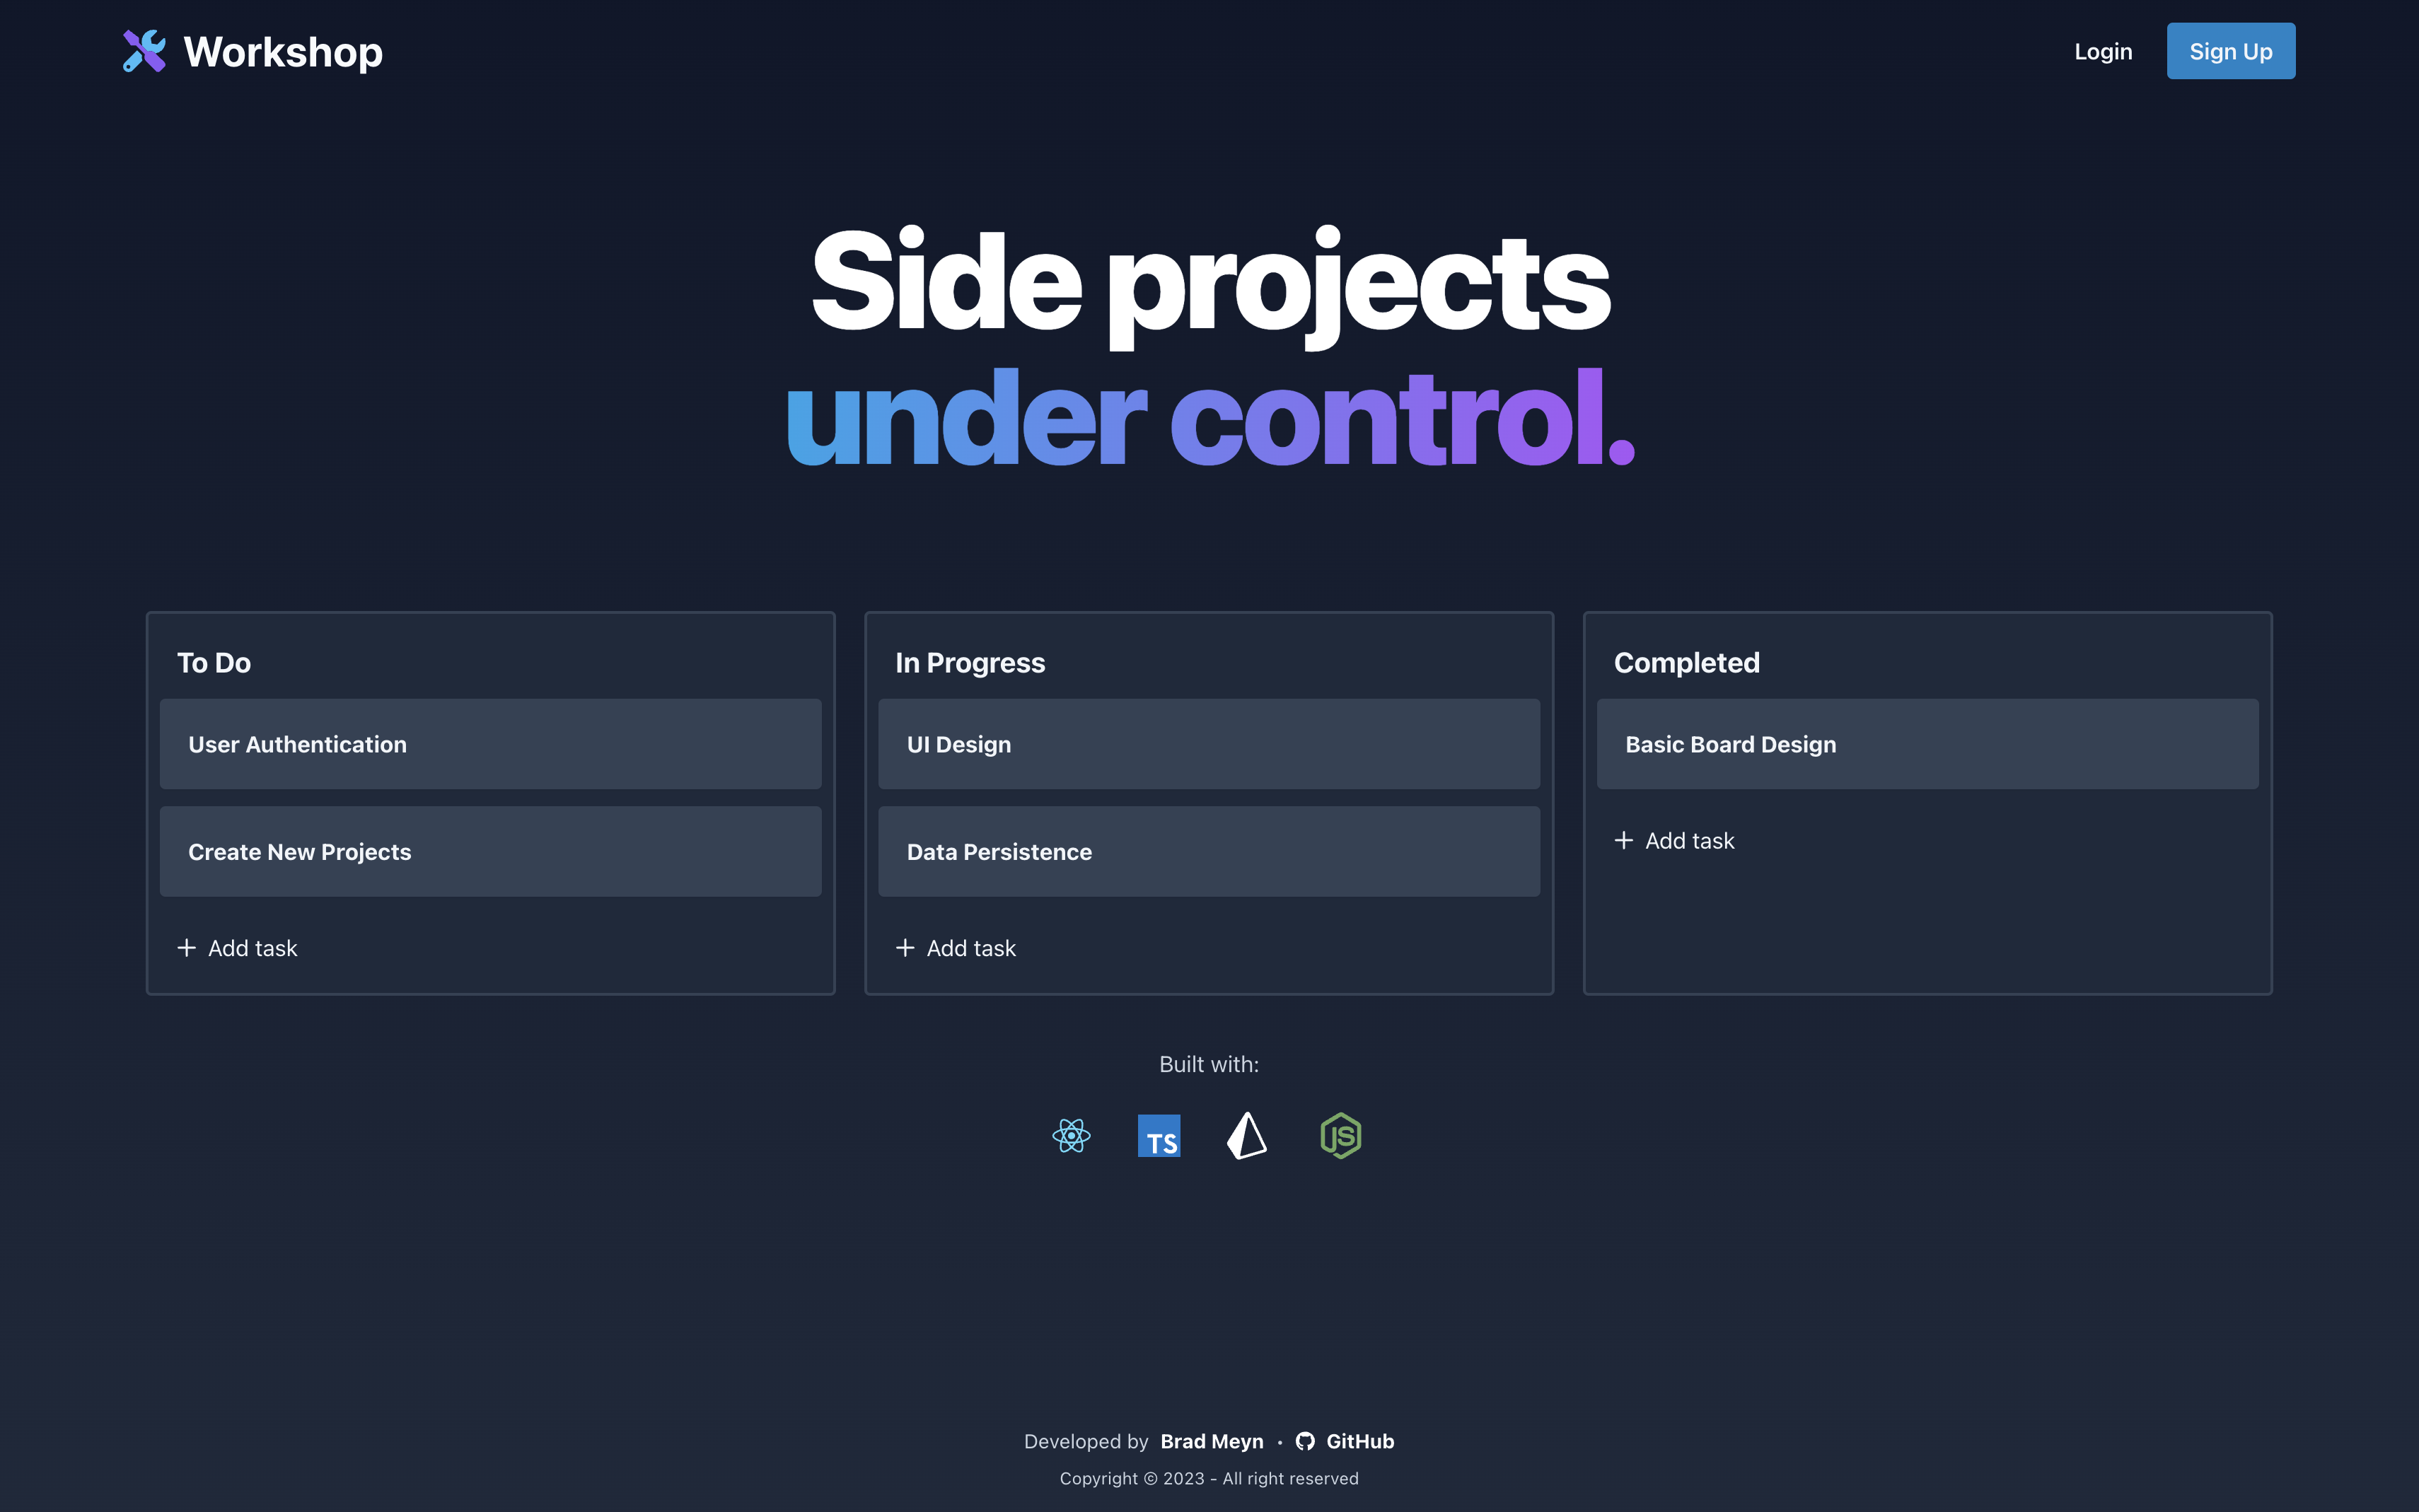 Workshop
Login
Sign Up
Side projects
under control.
To Do
User Authentication
Create New Projects
+ Add task
In Progress
UI Design
Data Persistence
+ Add task
Completed
Basic Board Design
+ Add task
Built with:
TS
JS
Developed by Brad Meyn · GitHub
Copyright © 2023 - All right reserved